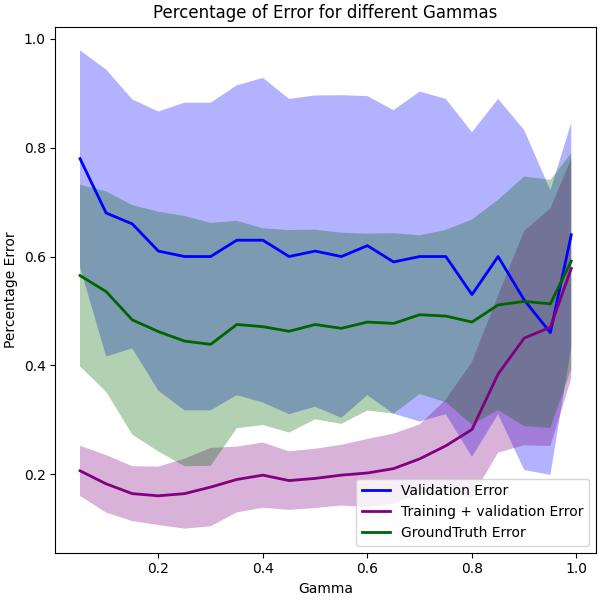 Percentage of Error for different Gammas
Percentage Error
1.0
0.8
0.6
0.4
0.2
0.2 0.4 0.6 0.8 1.0
Gamma
Validation Error
Training + validation Error
GroundTruth Error